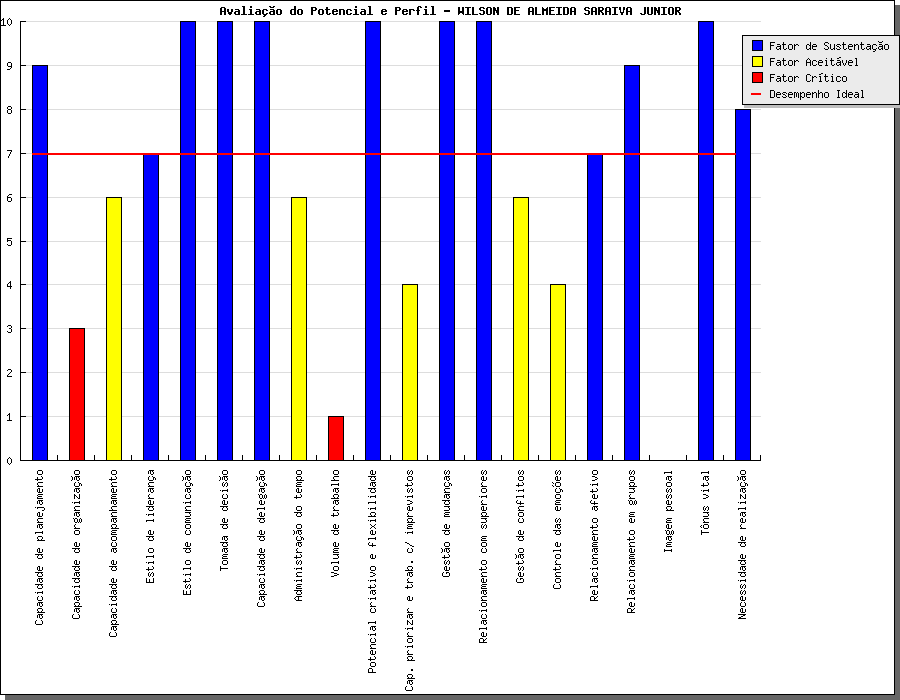 Avaliação do Potencial e Perfil - WILSON DE ALMEIDA SARAIVA JUNIOR
Fator de Sustentação
Fator Aceitável
Fator Crítico
Desempenho Ideal
10
9
8
7
6
5
4
3
2
1
0
Capacidade de planejamento
Capacidade de organização
Capacidade de acompanhamento
Estilo de liderança
Estilo de comunicação
Tomada de decisão
Capacidade de delegação
Administração do tempo
Volume de trabalho
Potencial criativo e flexibilidade
Cap. priorizar e trab. c/ imprevistos
Gestão de mudanças
Relacionamento com superiores
Gestão de conflitos
Controle das emoções
Relacionamento afetivo
Relacionamento em grupos
Imagem pessoal
Tônus vital
Necessidade de realização